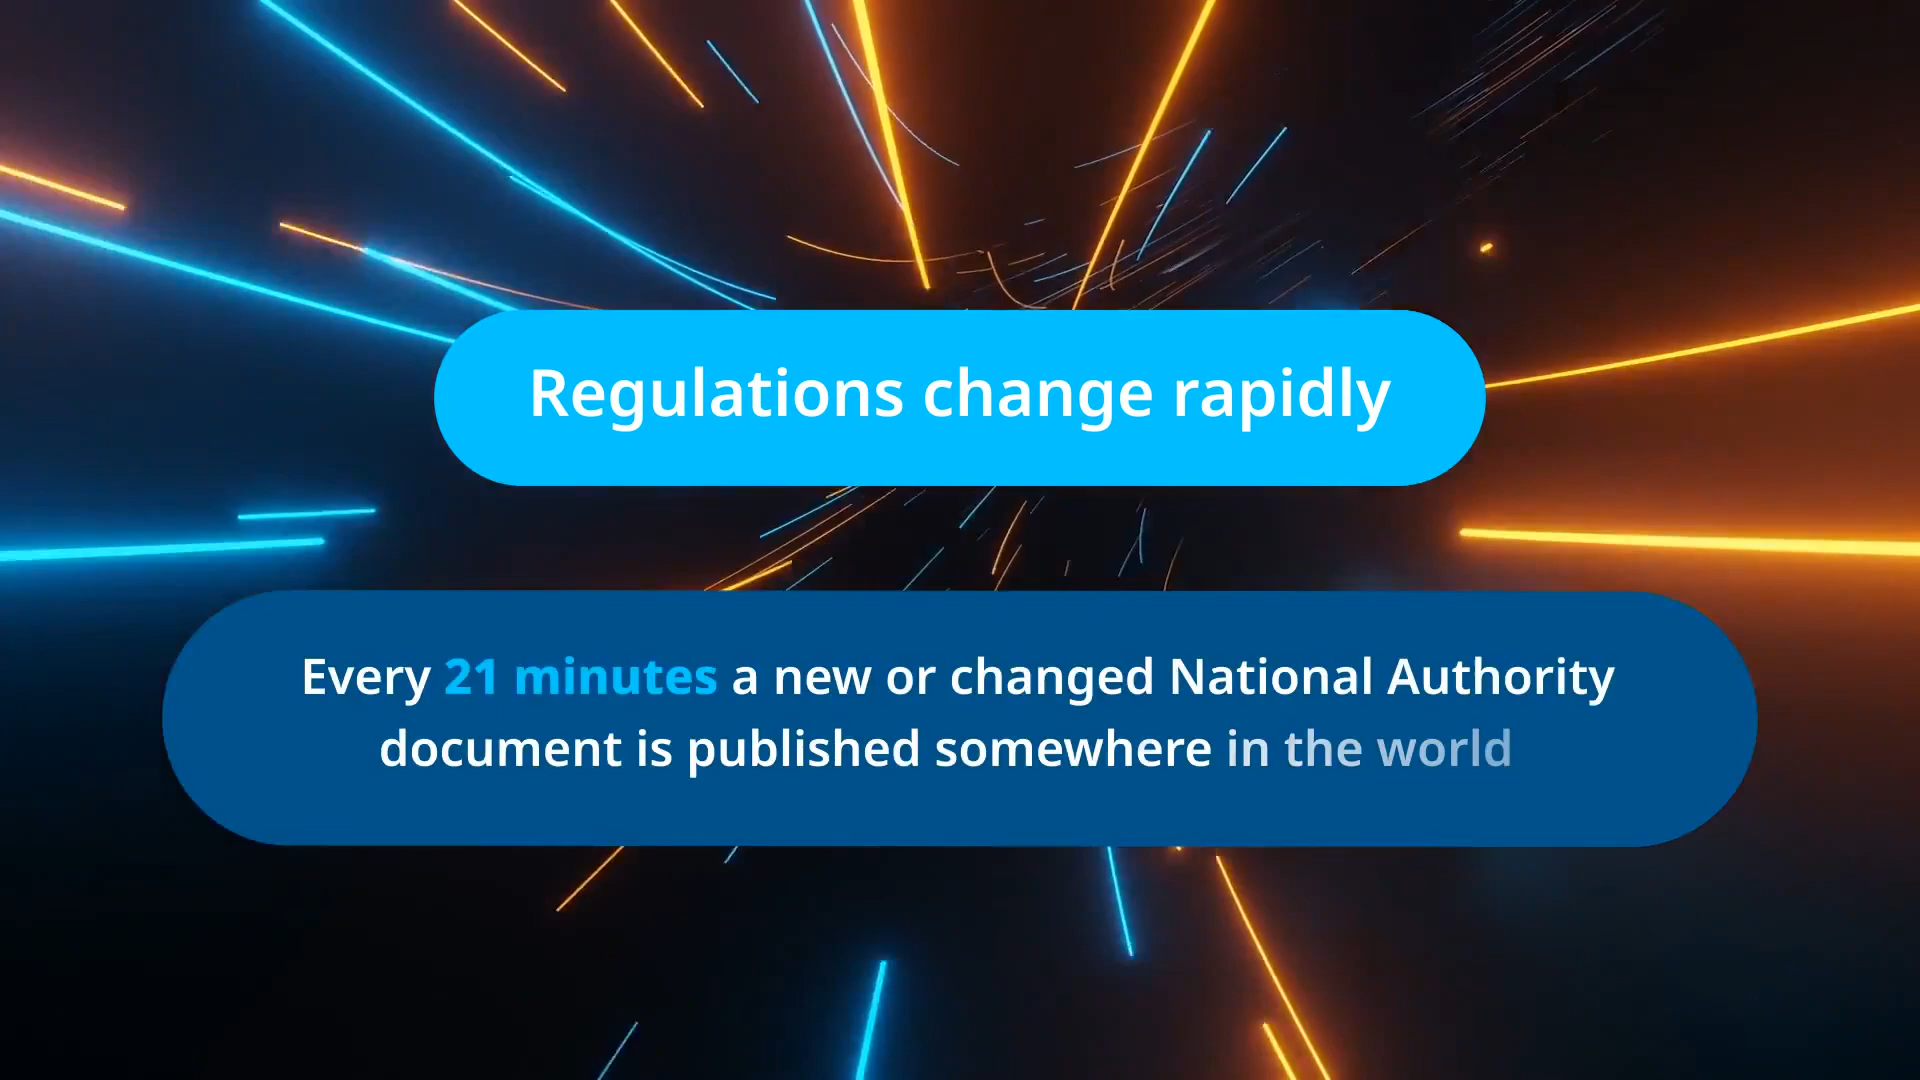 Regulations change rapidly
Every 21 minutes a new or changed National Authority
document is published somewhere in the world